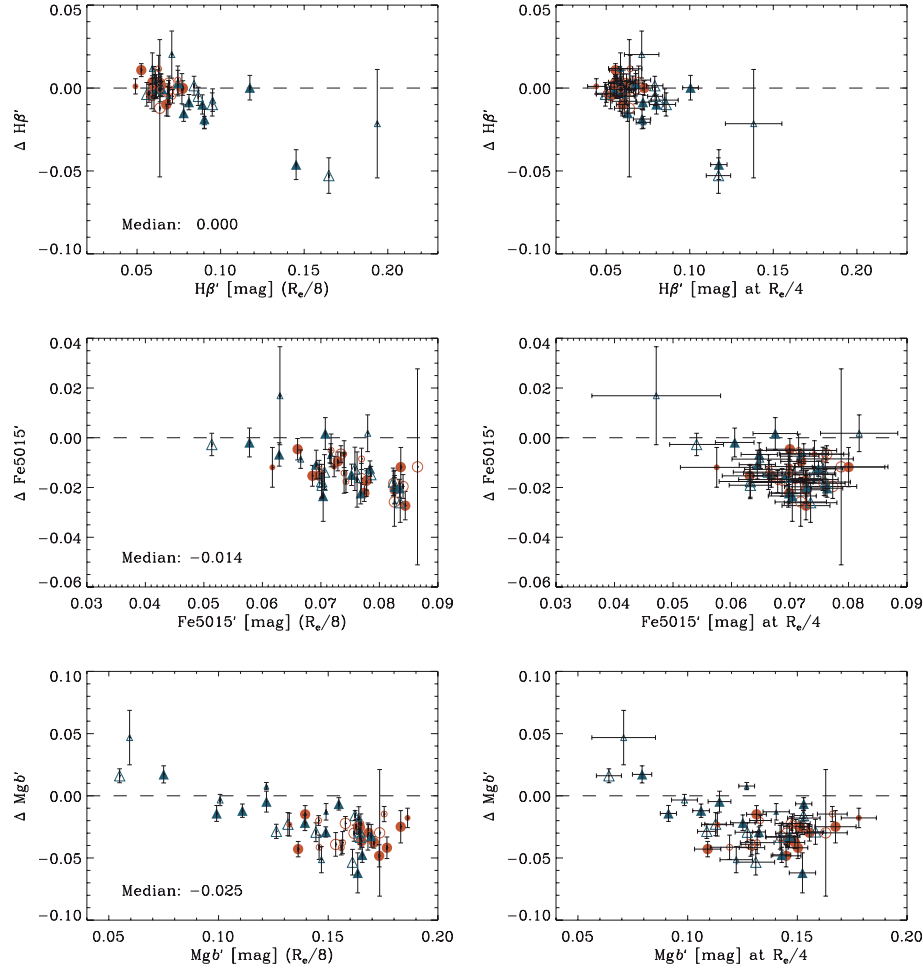 0.05
0.00
−0.05
−0.10
Δ Hβ′
Median: 0.000
0.05 0.10 0.15 0.20
Hβ′ [mag] (Re/8)
0.05
0.00
−0.05
−0.10
Δ Hβ′
0.05 0.10 0.15 0.20
Hβ′ [mag] at Re/4
0.04
0.02
0.00
−0.02
−0.04
−0.06
Δ Fe5015′
Median: −0.014
0.03 0.04 0.05 0.06 0.07 0.08 0.09
Fe5015′ [mag] (Re/8)
0.04
0.02
0.00
−0.02
−0.04
−0.06
Δ Fe5015′
0.03 0.04 0.05 0.06 0.07 0.08 0.09
Fe5015′ [mag] at Re/4
0.10
0.05
0.00
−0.05
−0.10
Δ Mgb′
Median: −0.025
0.05 0.10 0.15 0.20
Mgb′ [mag] (Re/8)
0.10
0.05
0.00
−0.05
−0.10
Δ Mgb′
0.05 0.10 0.15 0.20
Mgb′ [mag] at Re/4